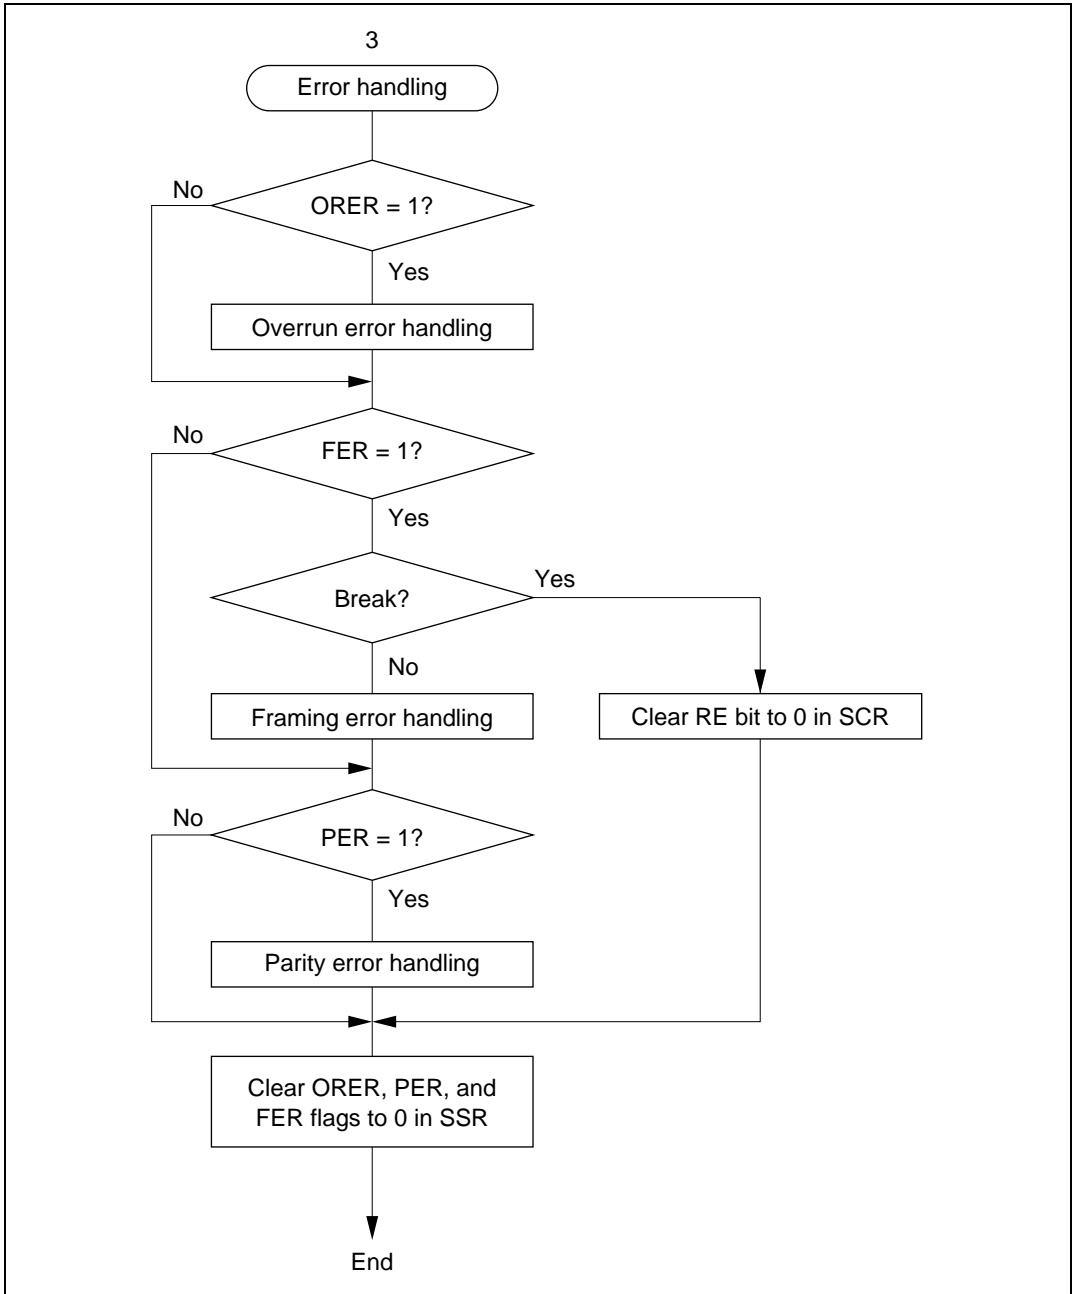 3
Error handling
No
ORER = 1?
Yes
Overrun error handling
No
FER = 1?
Yes
Break?
Yes
No
Framing error handling
Clear RE bit to 0 in SCR
No
PER = 1?
Yes
Parity error handling
Clear ORER, PER, and
FER flags to 0 in SSR
End